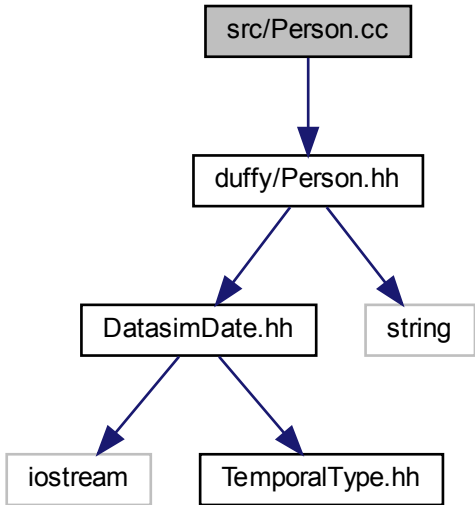 src/Person.cc
duffy/Person.hh
DatasimDate.hh
string
iostream
TemporalType.hh